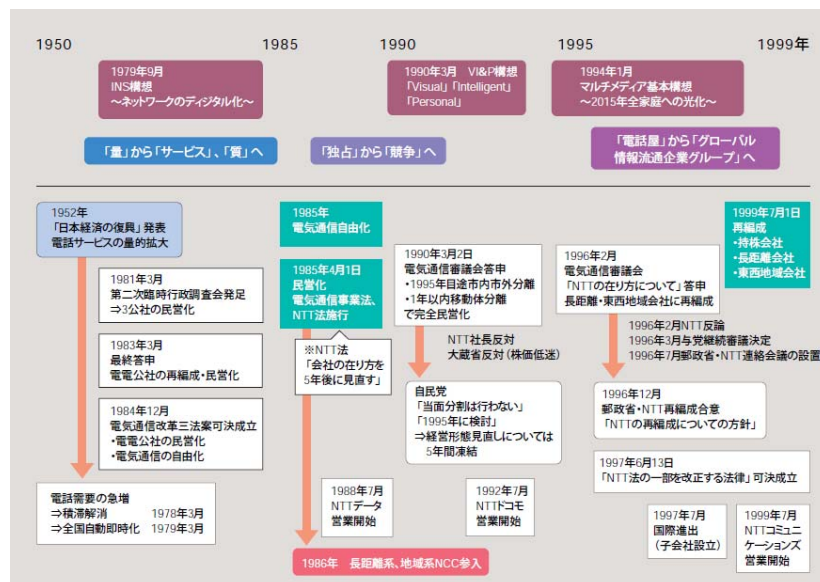 1950
1985
1990
1995
1999年
1979年9月
INS構想
～ネットワークのディジタル化～
1990年3月 VI&P構想
「Visual」「Intelligent」
「Personal」
1994年1月
マルチメディア基本構想
～2015年全家庭への光化～
「量」から「サービス」、「質」へ
「独占」から「競争」へ
「電話屋」から「グローバル
情報流通企業グループ」へ
1952年
「日本経済の復興」発表
電話サービスの量的拡大
1981年3月
第二次臨時行政調査会発足
⇒3公社の民営化
1983年3月
最終答申
電電公社の再編成・民営化
1984年12月
電気通信改革三法案可決成立
・電電公社の民営化
・電気通信の自由化
電話需要の急増
⇒積滞解消 1978年3月
⇒全国自動即時化 1979年3月
1985年
電気通信自由化
1985年4月1日
民営化
電気通信事業法、
NTT法施行
※NTT法
「会社の在り方を
5年後に見直す」
1988年7月
NTTデータ
営業開始
1986年 長距離系、地域系NCC参入
1990年3月2日
電気通信審議会答申
・1995年目途市内市外分離
・1年以内移動体分離
で完全民営化
NTT社長反対
大蔵省反対(株価低迷)
自民党
「当面分割は行わない」
「1995年に検討」
⇒経営形態見直しについては
5年間凍結
1992年7月
NTTドコモ
営業開始
1996年2月
電気通信審議会
「NTTの在り方について」答申
長距離・東西地域会社に再編成
1996年2月NTT反論
1996年3月与党継続審議決定
1996年7月郵政省・NTT連絡会議の設置
1996年12月
郵政省・NTT再編成合意
「NTTの再編成についての方針」
1997年6月13日
「NTT法の一部を改正する法律」可決成立
1997年7月
国際進出
(子会社設立)
1999年7月
NTTコミュニ
ケーションズ
営業開始
1999年7月1日
再編成
・持株会社
・長距離会社
・東西地域会社